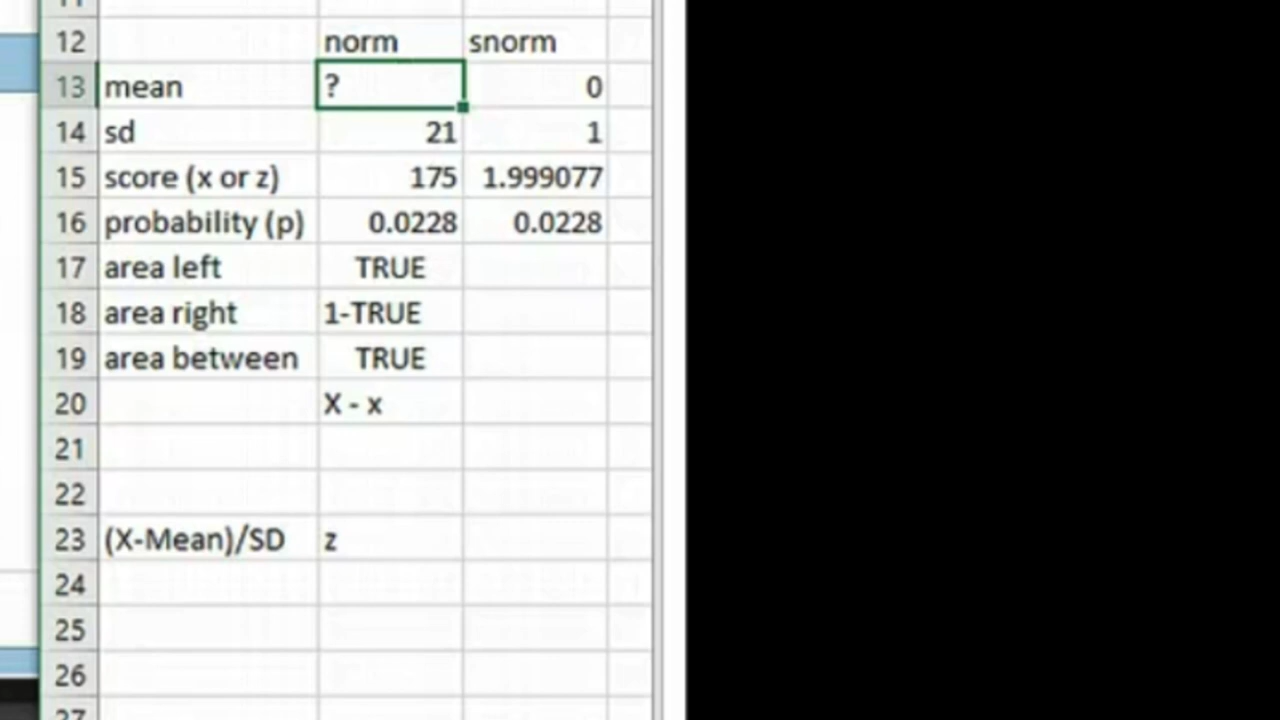 11
12 norm snorm
13 mean ? 0
14 sd 21 1
15 score (x or z) 175 1.999077
16 probability (p) 0.0228 0.0228
17 area left TRUE
18 area right 1-TRUE
19 area between TRUE
20 X - x
21
22
23 (X-Mean)/SD z
24
25
26
27